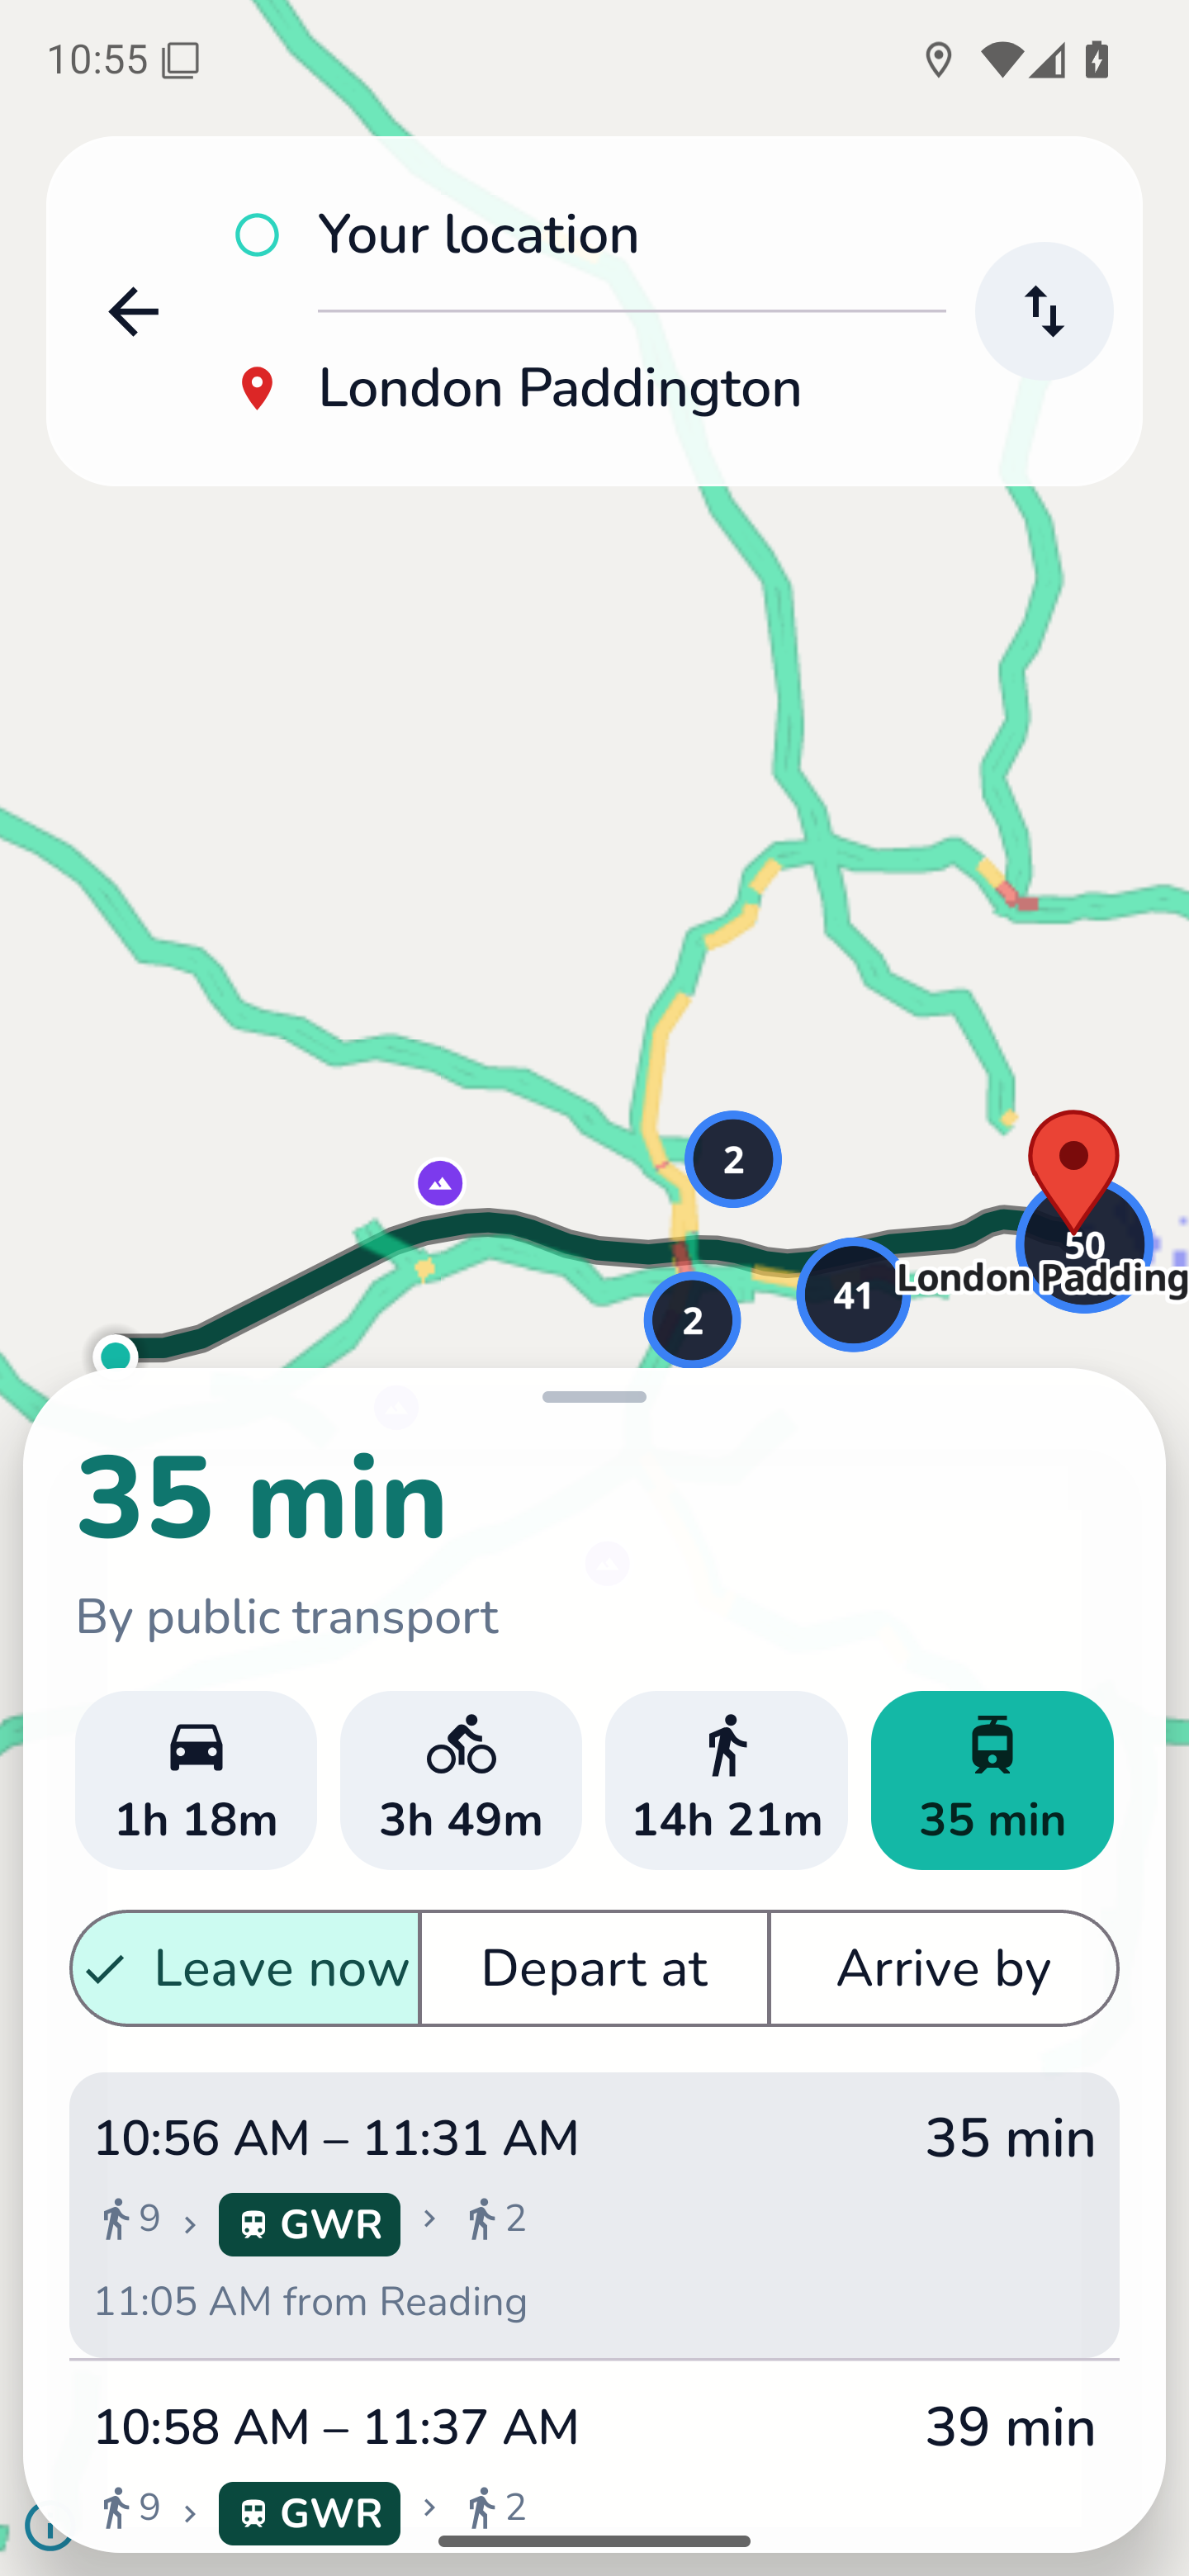 10:55
Your location
London Paddington
2
50
London Padding
41
2
35 min
By public transport
1h 18m
3h 49m
14h 21m
35 min
Leave now
Depart at
Arrive by
10:56 AM – 11:31 AM
35 min
9 › GWR › 2
11:05 AM from Reading
10:58 AM – 11:37 AM
39 min
9 › GWR › 2